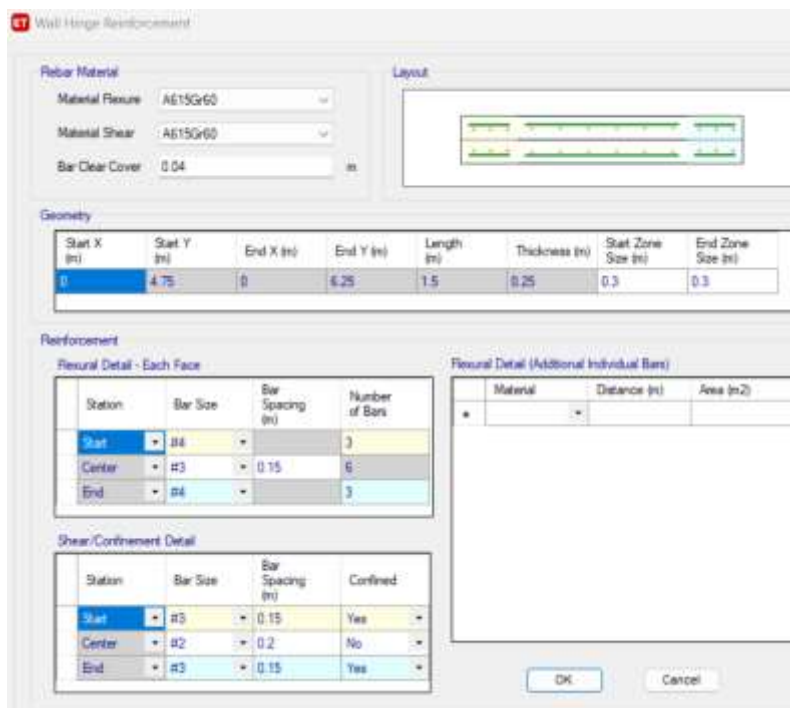 ET Wall Hinge Reinforcement
Rebar Material
Layout
Material Flexure A615Gr60
Material Shear A615Gr60
Bar Clear Cover 0.04 m
Geometry
Start X (m) Start Y (m) End X (m) End Y (m) Length (m) Thickness (m) Start Zone Size (m) End Zone Size (m)
0 4.75 0 6.25 1.5 0.25 0.3 0.3
Reinforcement
Flexural Detail - Each Face
Flexural Detail (Additional Individual Bars)
Station Bar Size Bar Spacing (m) Number of Bars
Material Distance (m) Area (m2)
Start #4 3
Center #3 0.15 6
End #4 3
Shear/Confinement Detail
Station Bar Size Bar Spacing (m) Confined
Start #3 0.15 Yes
Center #2 0.2 No
End #3 0.15 Yes
OK Cancel